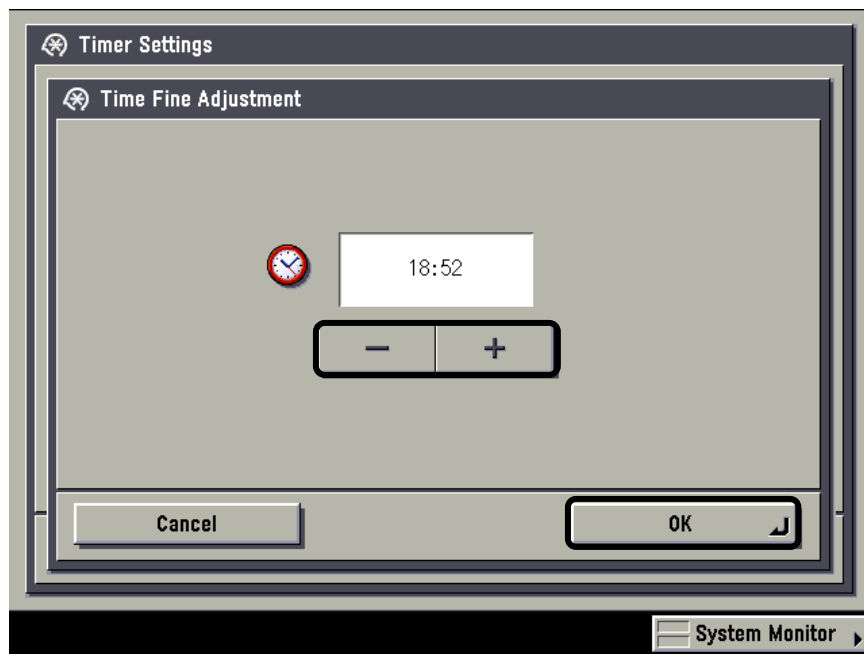 Timer Settings
Time Fine Adjustment
18:52
− +
Cancel OK
System Monitor